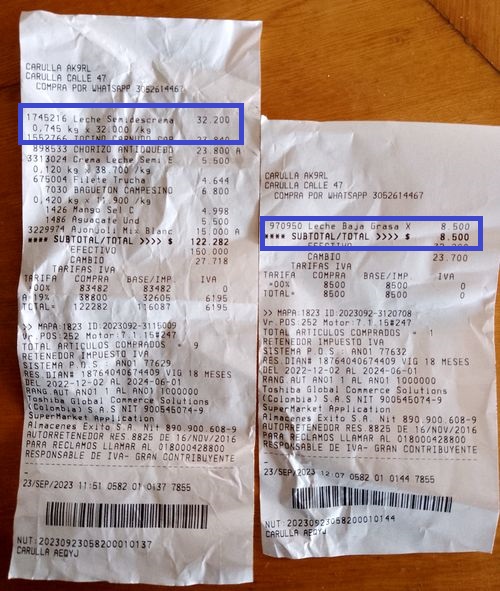 CARULLA AK9RL
CARULLA CALLE 47
COMPRA POR WHATSAPP 3052614467
1745216 Leche Semidescrema 32.200
0,745 kg x 32.000 /kg
1552766 TOCINO CARNUDO POR 23.840
898533 CHORIZO ANTIOQUEÑO 23.800 A
3313024 Crema Leche Semi E 5.500
0,120 kg x 38.700 /kg
675004 Filete Trucha 4.644
7030 BAGUETON CAMPESINO 6.800
0,420 kg x 11.900 /kg
1426 Mango Sel C 4.998
1486 Aguacate Und 5.500
3229974 Ajonjoli Mix Blanc 15.000 A
**** SUBTOTAL/TOTAL >>>> $ 122.282
EFECTIVO 150.000
CAMBIO 27.718
TARIFAS IVA
TARIFA COMPRA BASE/IMP. IVA
=00% 83482 83482 0
A=19% 38800 32605 6195
TOTAL= 122282 116087 6195
>> MAPA:1823 ID:2023092-3115009
Vr.POS:252 Motor:7.1.15#247
TOTAL ARTICULOS COMPRADOS = 9
RETENEDOR IMPUESTO IVA
SISTEMA P.O.S.: AN01 77629
RES.DIAN# 18764040674409 VIG 18 MESES
DEL 2022-12-02 AL 2024-06-01
RANG.AUT AN01 1 AL AN01 1000000
Toshiba Global Commerce Solutions
(Colombia) S.A.S NIT 900545074-9
SuperMarket Application
Almacenes Exito S.A. Nit 890.900.608-9
AUTORRETENEDOR RES.8825 DE 16/NOV/2016
PARA RECLAMOS LLAMAR AL 018000428800
RESPONSABLE DE IVA- GRAN CONTRIBUYENTE
23/SEP/2023 11:51 0582 01 0137 7855
NUT:20230923058200010137
CARULLA AEQYJ
CARULLA AK9RL
CARULLA CALLE 47
COMPRA POR WHATSAPP 3052614467
970950 Leche Baja Grasa X 8.500
**** SUBTOTAL/TOTAL >>>> $ 8.500
EFECTIVO 32.200
CAMBIO 23.700
TARIFAS IVA
TARIFA COMPRA BASE/IMP. IVA
=00% 8500 8500 0
TOTAL= 8500 8500 0
>> MAPA:1823 ID:2023092-3120708
Vr.POS:252 Motor:7.1.15#247
TOTAL ARTICULOS COMPRADOS = 1
RETENEDOR IMPUESTO IVA
SISTEMA P.O.S.: AN01 77632
RES.DIAN# 18764040674409 VIG 18 MESES
DEL 2022-12-02 AL 2024-06-01
RANG.AUT AN01 1 AL AN01 1000000
Toshiba Global Commerce Solutions
(Colombia) S.A.S NIT 900545074-9
SuperMarket Application
Almacenes Exito S.A. Nit 890.900.608-9
AUTORRETENEDOR RES.8825 DE 16/NOV/2016
PARA RECLAMOS LLAMAR AL 018000428800
RESPONSABLE DE IVA- GRAN CONTRIBUYENTE
23/SEP/2023 12:07 0582 01 0144 7855
NUT:20230923058200010144
CARULLA AEQYJ